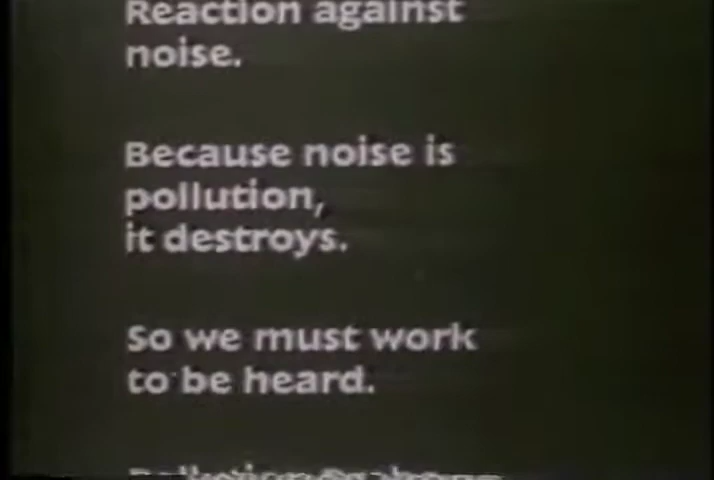 Reaction against
noise.
Because noise is
pollution,
it destroys.
So we must work
to be heard.